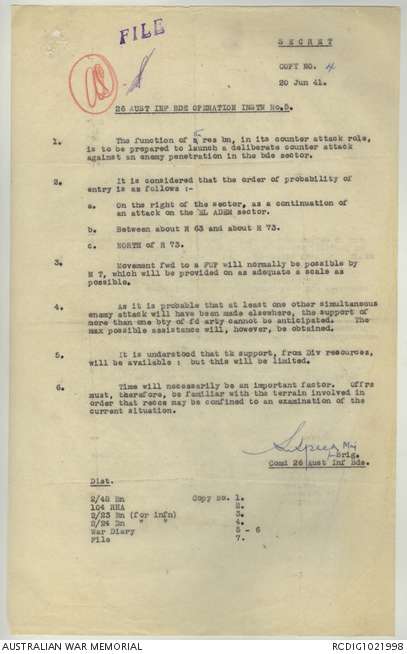 FILE
S E C R E T
COPY NO. 4
20 Jun 41.
26 AUST INF BDE OPERATION INSTN No.5.
1. The function of a res bn, in its counter attack role,
is to be prepared to launch a deliberate counter attack
against an enemy penetration in the bde sector.
2. It is considered that the order of probability of
entry is as follows :-
a. On the right of the sector, as a continuation of
an attack on the EL ADEM sector.
b. Between about R 63 and about R 73.
c. NORTH of R 73.
3. Movement fwd to a FUP will normally be possible by
M T, which will be provided on as adequate a scale as
possible.
4. As it is probable that at least one other simultaneous
enemy attack will have been made elsewhere, the support of
more than one bty of fd arty cannot be anticipated. The
max possible assistance will, however, be obtained.
5. It is understood that tk support, from Div resources,
will be available : but this will be limited.
6. Time will necessarily be an important factor. Offrs
must, therefore, be familiar with the terrain involved in
order that recces may be confined to an examination of the
current situation.
Maj
Brig.
Comd 26 Aust Inf Bde.
Dist.
2/48 Bn Copy no. 1.
104 RHA 2.
2/23 Bn (for infn) 3.
2/24 Bn " " 4.
War Diary 5 - 6
File 7.
AUSTRALIAN WAR MEMORIAL
RCDIG1021998